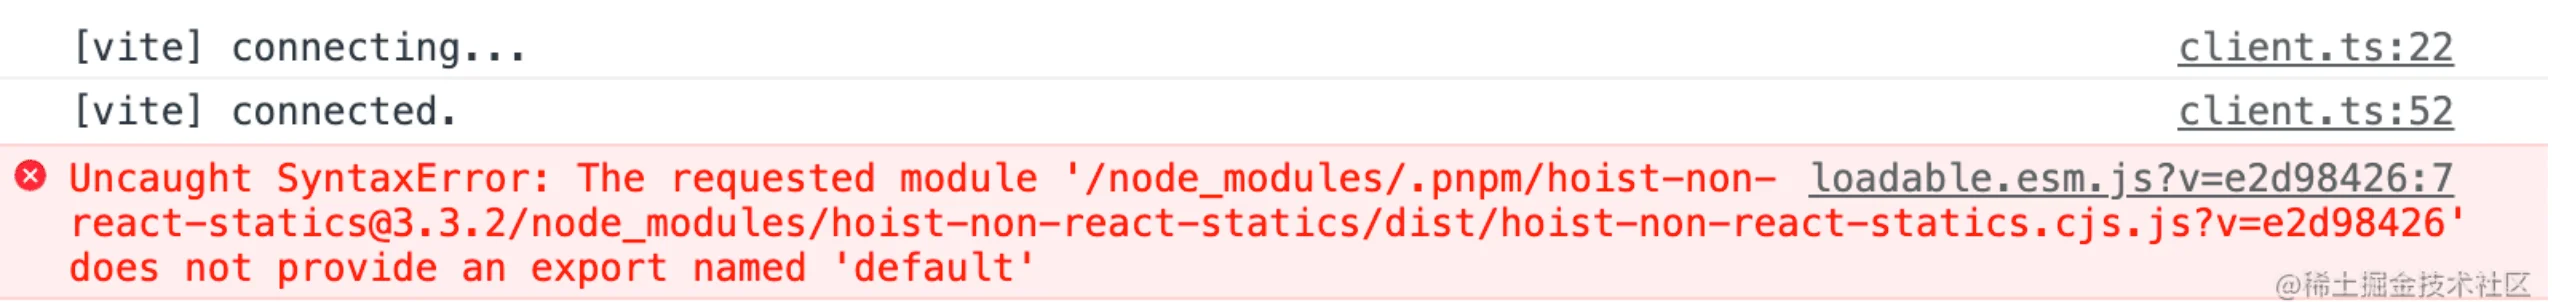 [vite] connecting... client.ts:22
[vite] connected. client.ts:52
Uncaught SyntaxError: The requested module '/node_modules/.pnpm/hoist-non- loadable.esm.js?v=e2d98426:7
react-statics@3.3.2/node_modules/hoist-non-react-statics/dist/hoist-non-react-statics.cjs.js?v=e2d98426'
does not provide an export named 'default'
@稀土掘金技术社区